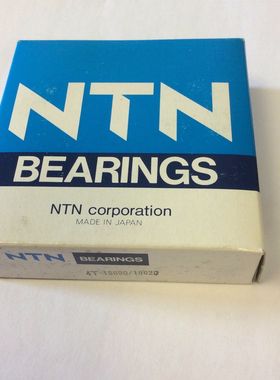 NTN
BEARINGS
NTN corporation
MADE IN JAPAN
NTN BEARINGS